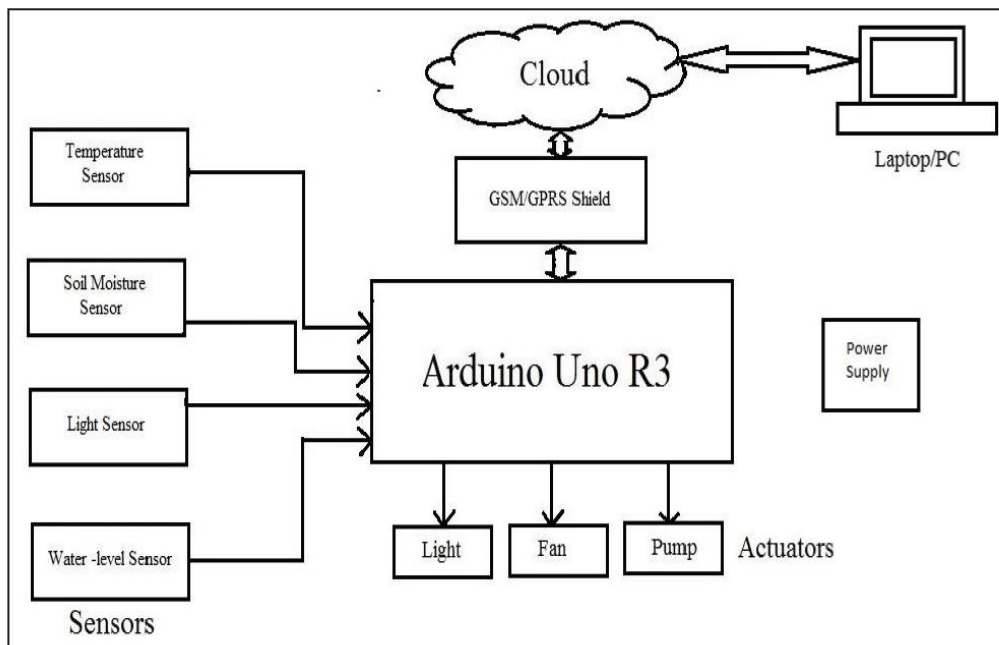 Cloud
Laptop/PC
GSM/GPRS Shield
Temperature
Sensor
Soil Moisture
Sensor
Light Sensor
Water -level Sensor
Sensors
Arduino Uno R3
Power
Supply
Light
Fan
Pump
Actuators